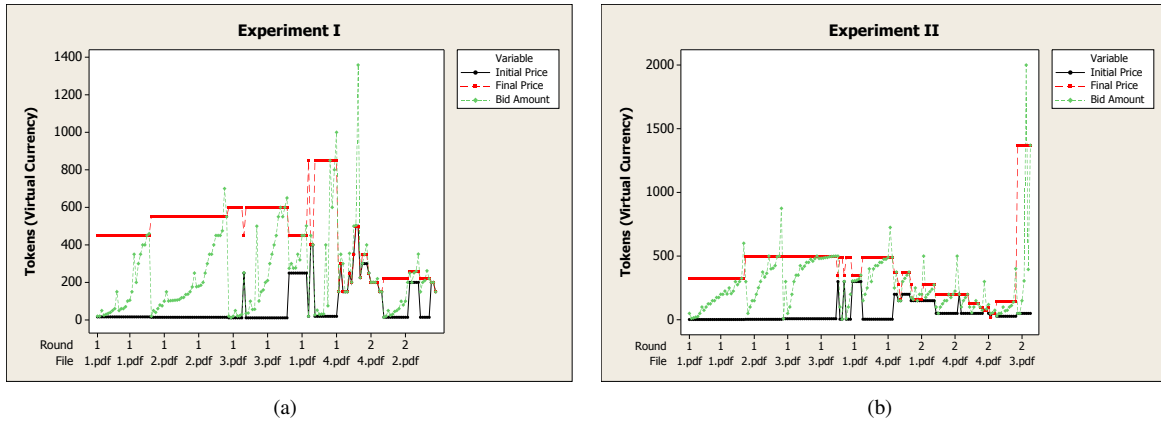 Experiment I
Variable
Initial Price
Final Price
Bid Amount
Tokens (Virtual Currency)
1400
1200
1000
800
600
400
200
0
Round 1 1 1 1 1 1 1 1 2 2
File 1.pdf 1.pdf 2.pdf 2.pdf 3.pdf 3.pdf 1.pdf 4.pdf 4.pdf 2.pdf
(a)
Experiment II
Variable
Initial Price
Final Price
Bid Amount
Tokens (Virtual Currency)
2000
1500
1000
500
0
Round 1 1 1 1 1 1 1 2 2 2 2
File 1.pdf 1.pdf 2.pdf 3.pdf 3.pdf 1.pdf 4.pdf 1.pdf 2.pdf 4.pdf 3.pdf
(b)